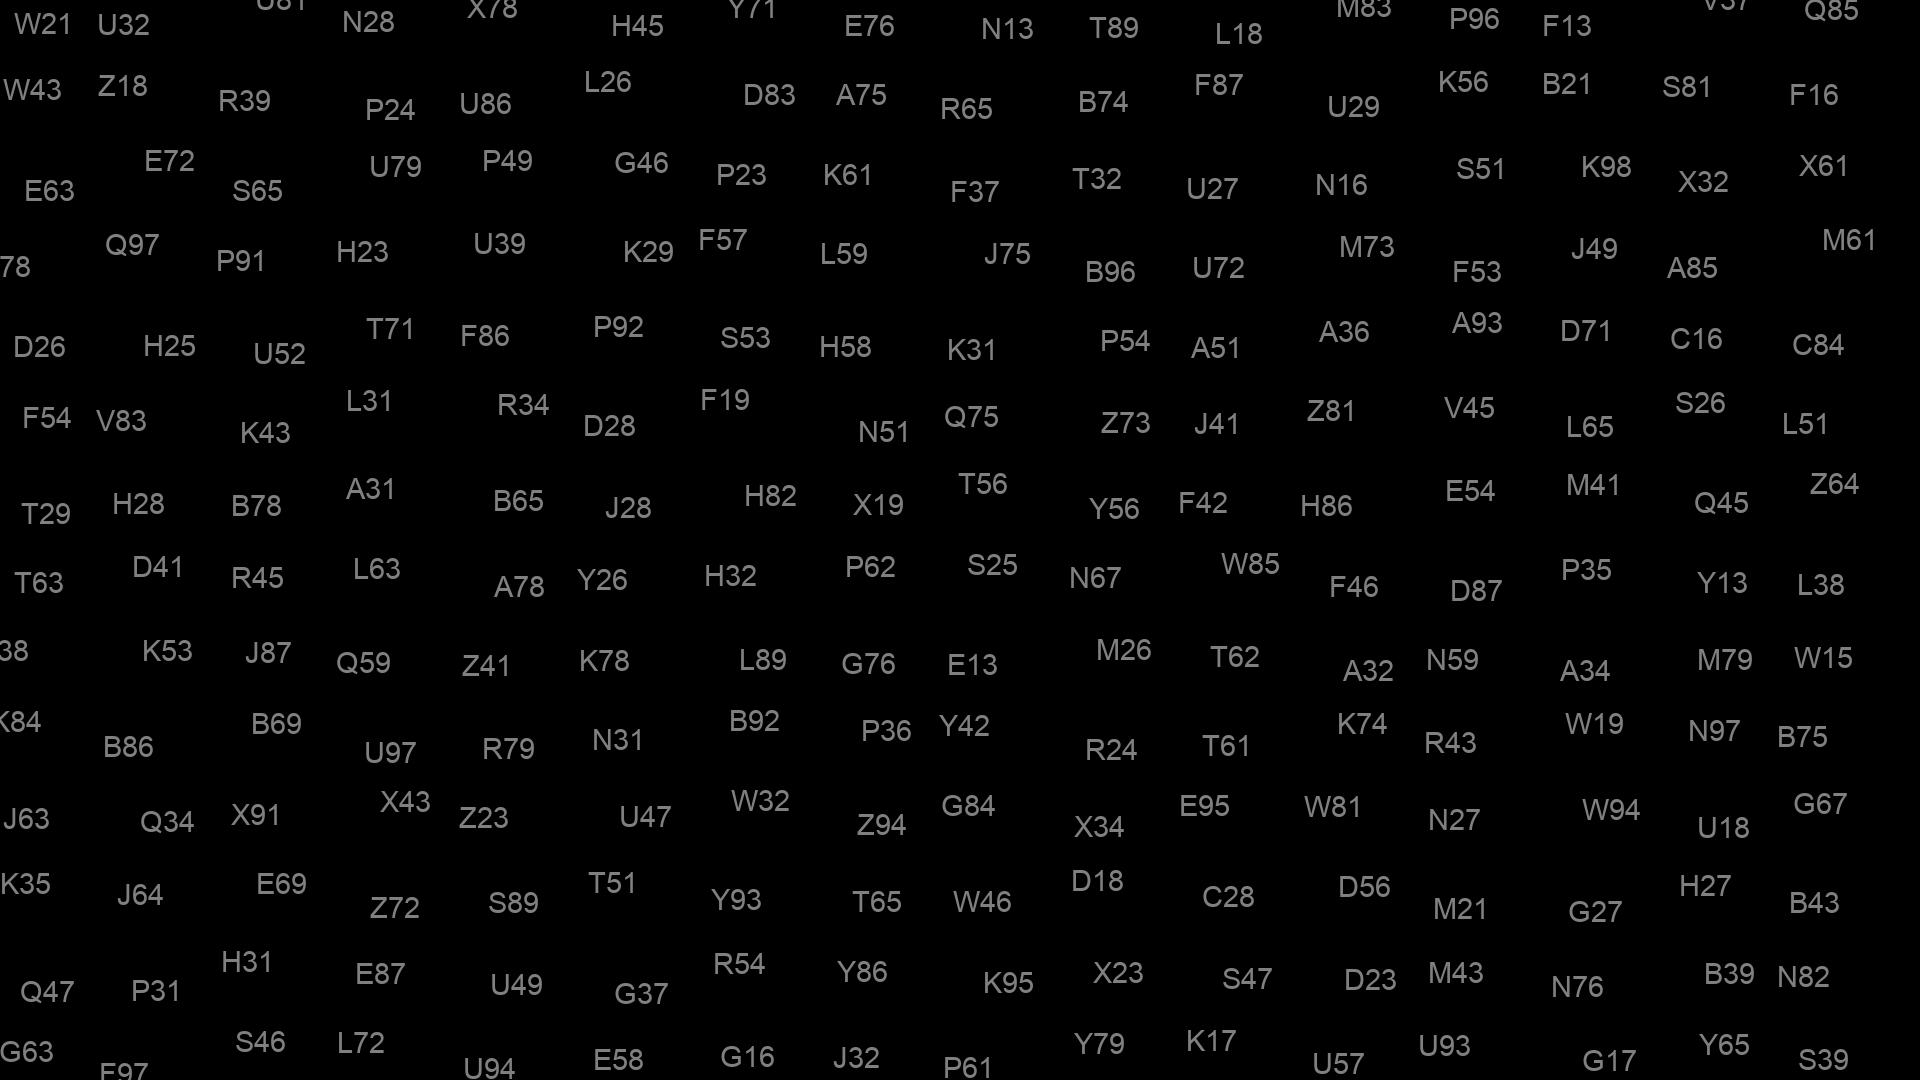 W21 U32 U81 N28 X78 H45 Y71 E76 N13 T89 L18 M83 P96 F13 V37 Q85
W43 Z18 R39 P24 U86 L26 D83 A75 R65 B74 F87 U29 K56 B21 S81 F16
E63 E72 S65 U79 P49 G46 P23 K61 F37 T32 U27 N16 S51 K98 X32 X61
78 Q97 P91 H23 U39 K29 F57 L59 J75 B96 U72 M73 F53 J49 A85 M61
D26 H25 U52 T71 F86 P92 S53 H58 K31 P54 A51 A36 A93 D71 C16 C84
F54 V83 K43 L31 R34 D28 F19 N51 Q75 Z73 J41 Z81 V45 L65 S26 L51
T29 H28 B78 A31 B65 J28 H82 X19 T56 Y56 F42 H86 E54 M41 Q45 Z64
T63 D41 R45 L63 A78 Y26 H32 P62 S25 N67 W85 F46 D87 P35 Y13 L38
38 K53 J87 Q59 Z41 K78 L89 G76 E13 M26 T62 A32 N59 A34 M79 W15
K84 B86 B69 U97 R79 N31 B92 P36 Y42 R24 T61 K74 R43 W19 N97 B75
J63 Q34 X91 X43 Z23 U47 W32 Z94 G84 X34 E95 W81 N27 W94 U18 G67
K35 J64 E69 Z72 S89 T51 Y93 T65 W46 D18 C28 D56 M21 G27 H27 B43
Q47 P31 H31 E87 U49 G37 R54 Y86 K95 X23 S47 D23 M43 N76 B39 N82
G63 S46 L72 U94 E58 G16 J32 P61 Y79 K17 U57 U93 G17 Y65 S39